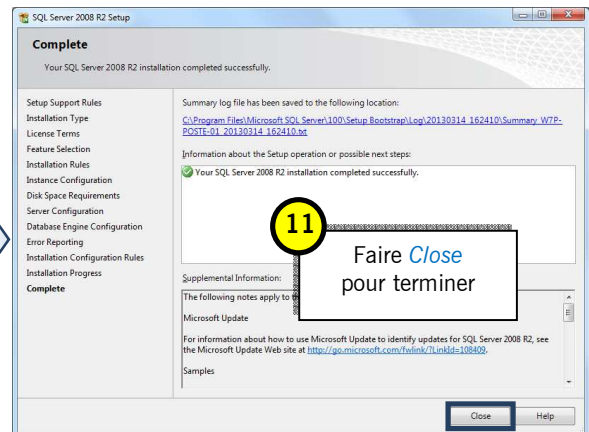 SQL Server 2008 R2 Setup
Complete
Your SQL Server 2008 R2 installation completed successfully.
Setup Support Rules
Installation Type
License Terms
Feature Selection
Installation Rules
Instance Configuration
Disk Space Requirements
Server Configuration
Database Engine Configuration
Error Reporting
Installation Configuration Rules
Installation Progress
Complete
Summary log file has been saved to the following location:
C:\Program Files\Microsoft SQL Server\100\Setup Bootstrap\Log\20130314_162410\Summary_W7P-
POSTE-01_20130314_162410.txt
Information about the Setup operation or possible next steps:
Your SQL Server 2008 R2 installation completed successfully.
11
Faire Close
pour terminer
Supplemental Information:
The following notes apply to
Microsoft Update
For information about how to use Microsoft Update to identify updates for SQL Server 2008 R2, see
the Microsoft Update Web site at http://go.microsoft.com/fwlink/?LinkId=108409.
Samples
Close
Help